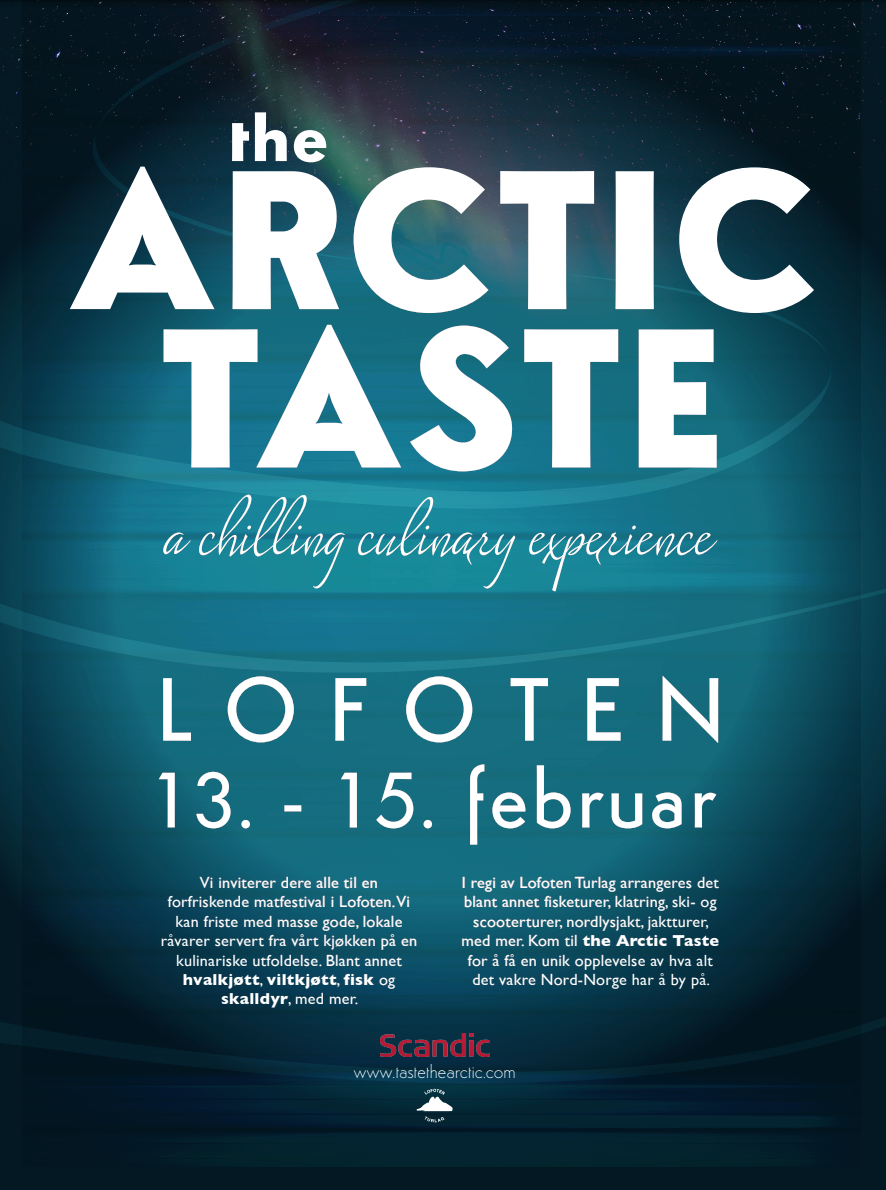 the
ARCTIC
TASTE
a chilling culinary experience
LOFOTEN
13. - 15. februar
Vi inviterer dere alle til en
forfriskende matfestival i Lofoten. Vi
kan friste med masse gode, lokale
råvarer servert fra vårt kjøkken på en
kulinariske utfoldelse. Blant annet
hvalkjøtt, viltkjøtt, fisk og
skalldyr, med mer.
I regi av Lofoten Turlag arrangeres det
blant annet fisketurer, klatring, ski- og
scooterturer, nordlysjakt, jaktturer,
med mer. Kom til the Arctic Taste
for å få en unik opplevelse av hva alt
det vakre Nord-Norge har å by på.
Scandic
www.tastethearctic.com
LOFOTEN
TURLAG